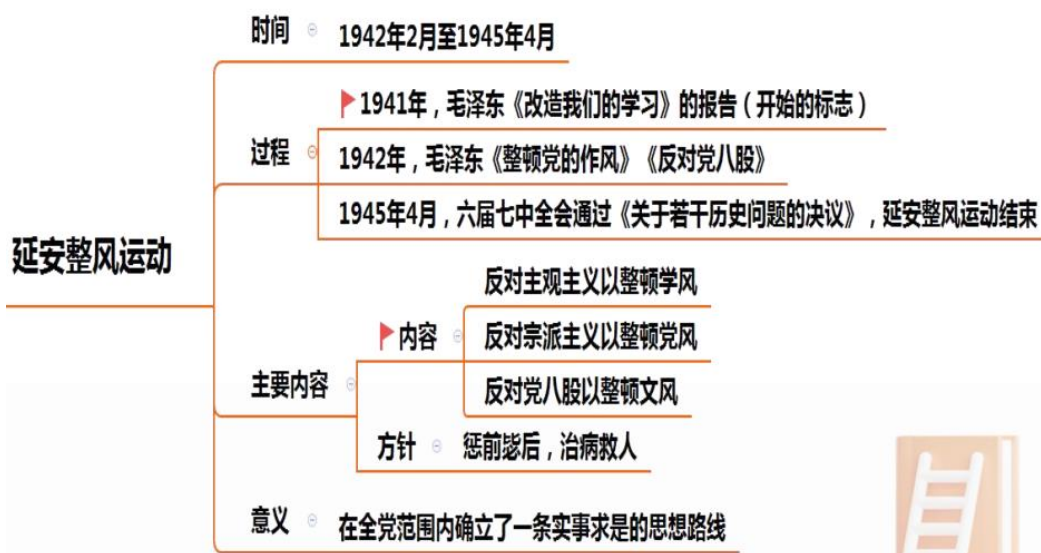 延安整风运动
时间
1942年2月至1945年4月
过程
1941年，毛泽东《改造我们的学习》的报告（开始的标志）
1942年，毛泽东《整顿党的作风》《反对党八股》
1945年4月，六届七中全会通过《关于若干历史问题的决议》，延安整风运动结束
主要内容
内容
反对主观主义以整顿学风
反对宗派主义以整顿党风
反对党八股以整顿文风
方针
惩前毖后，治病救人
意义
在全党范围内确立了一条实事求是的思想路线